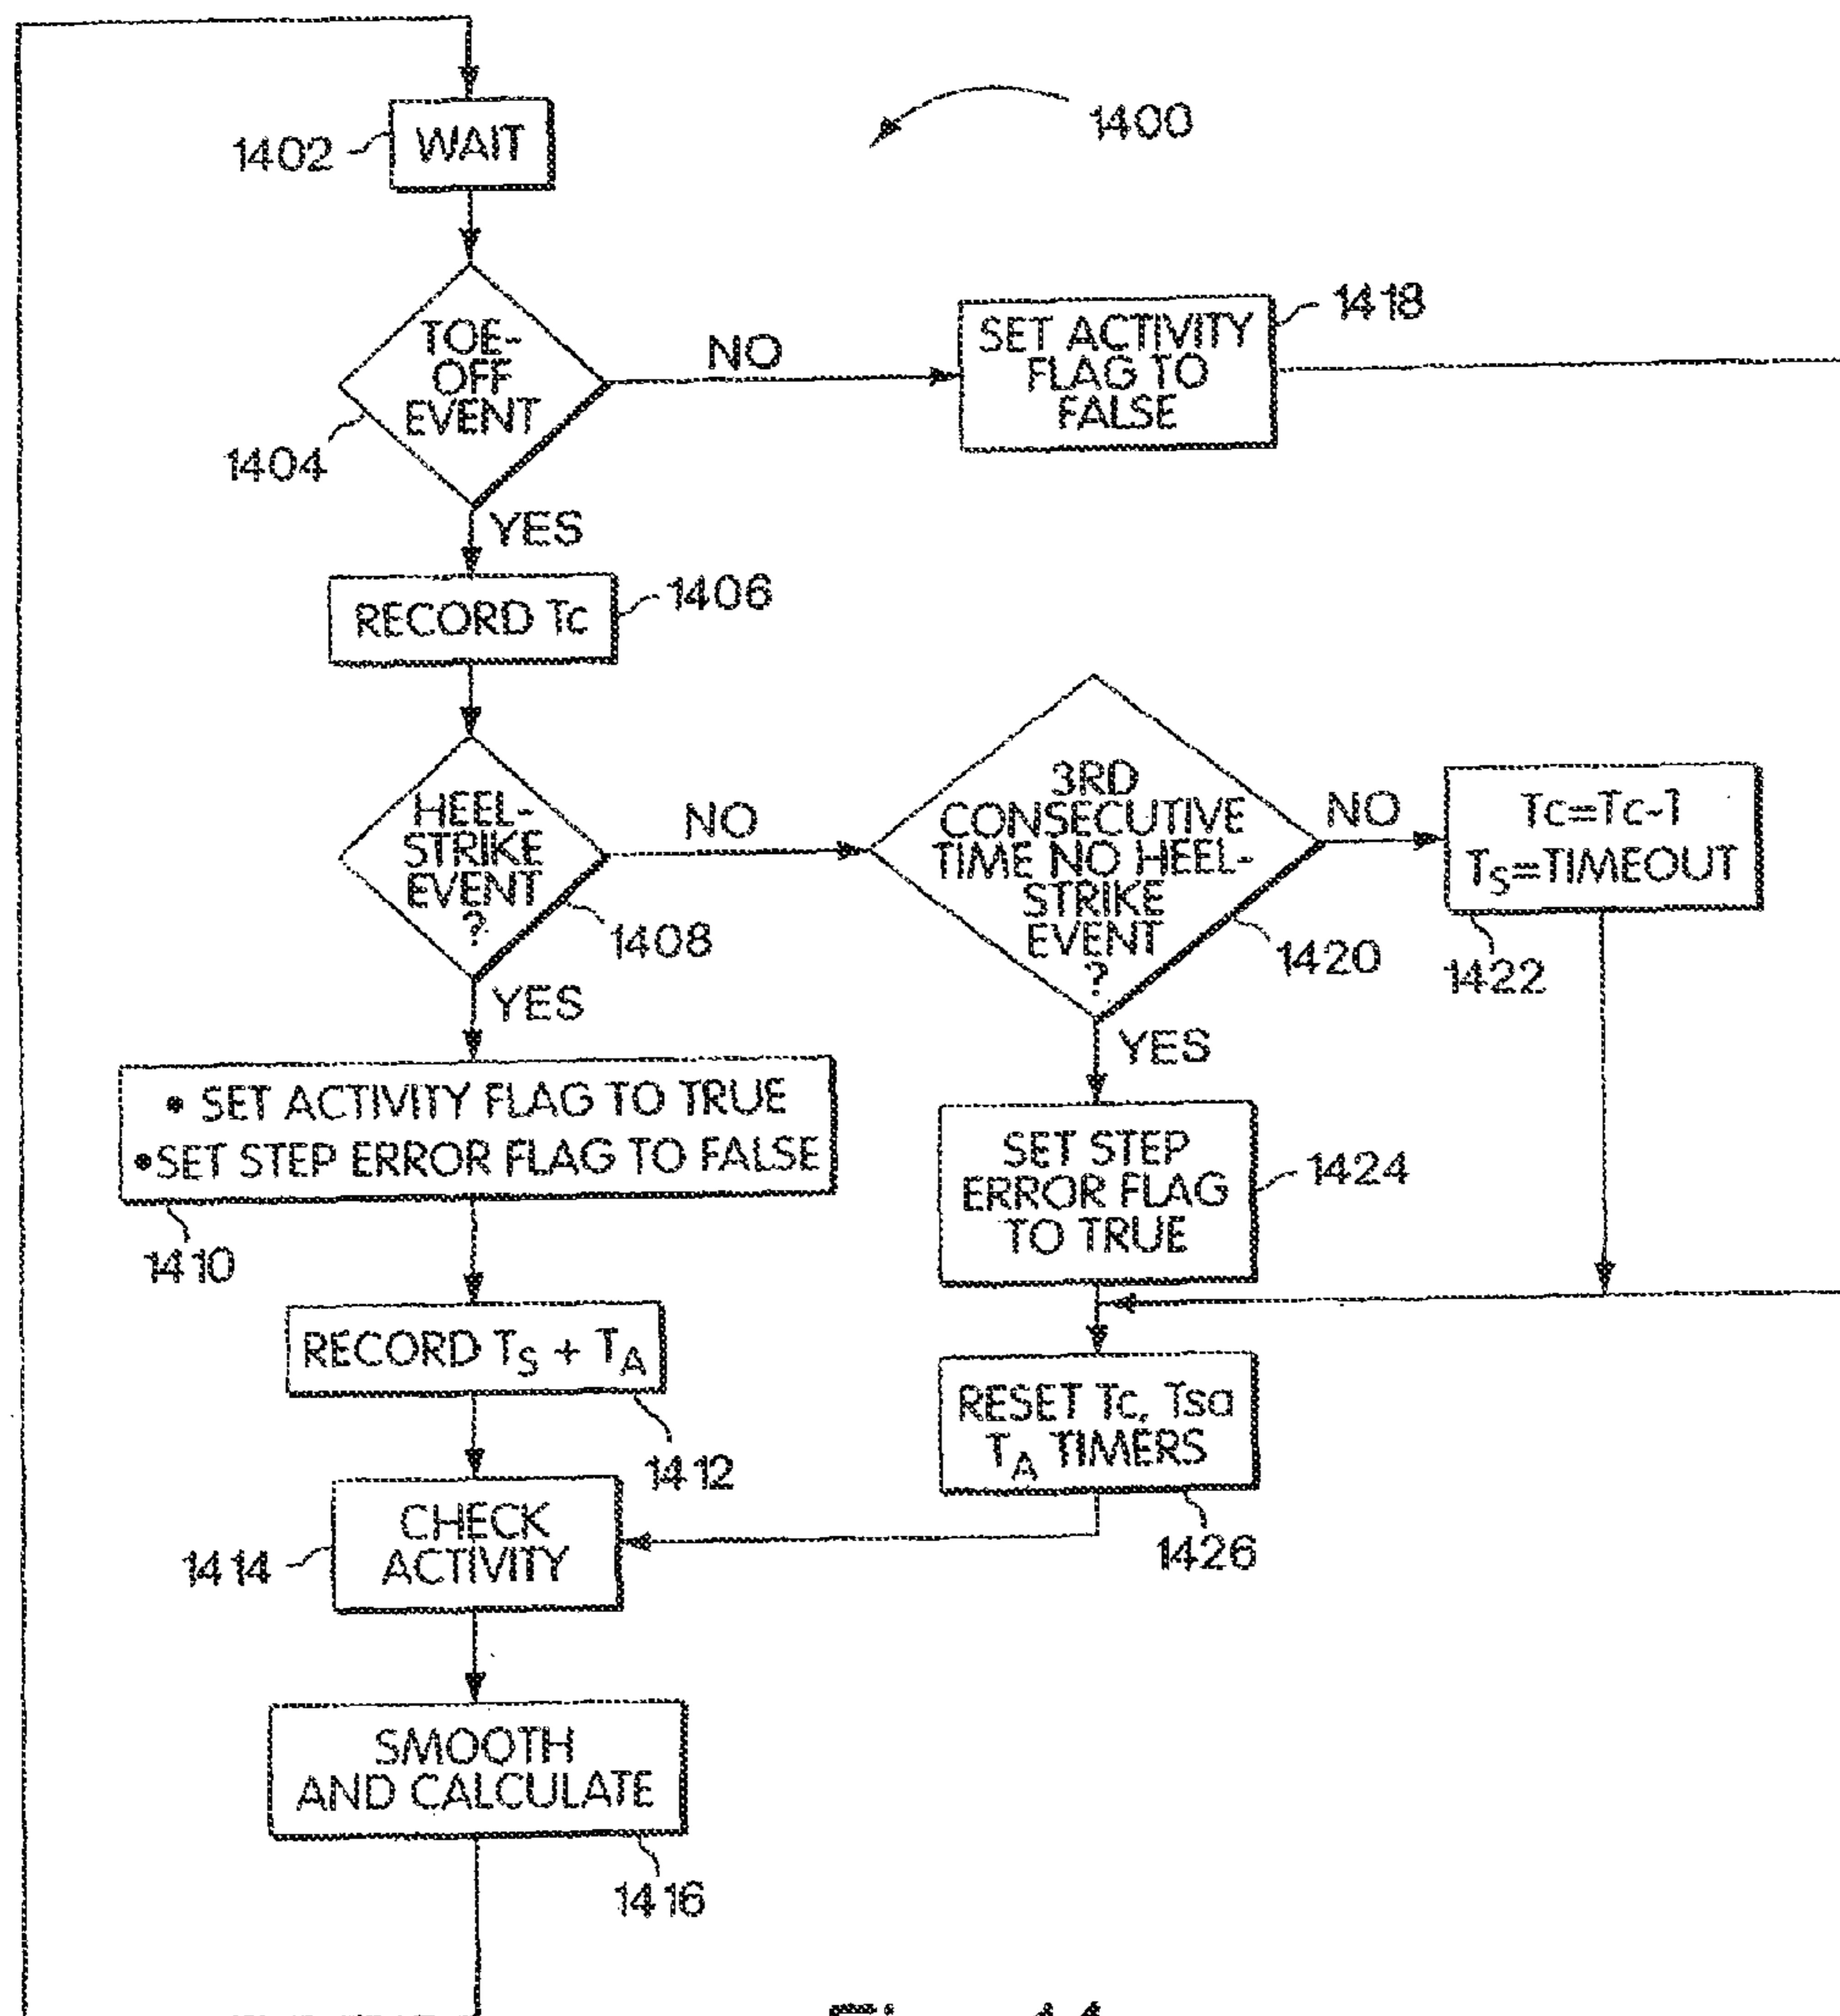 1400
1402
WAIT
TOE-
OFF
EVENT
1404
NO
SET ACTIVITY
FLAG TO
FALSE
1418
YES
RECORD Tc
1406
HEEL-
STRIKE
EVENT
?
1408
NO
3RD
CONSECUTIVE
TIME NO HEEL-
STRIKE
EVENT
?
1420
NO
Tc=Tc-1
TS=TIMEOUT
1422
YES
• SET ACTIVITY FLAG TO TRUE
•SET STEP ERROR FLAG TO FALSE
1410
YES
SET STEP
ERROR FLAG
TO TRUE
1424
RECORD TS + TA
1412
RESET Tc, Tsa
TA TIMERS
1426
CHECK
ACTIVITY
1414
SMOOTH
AND CALCULATE
1416